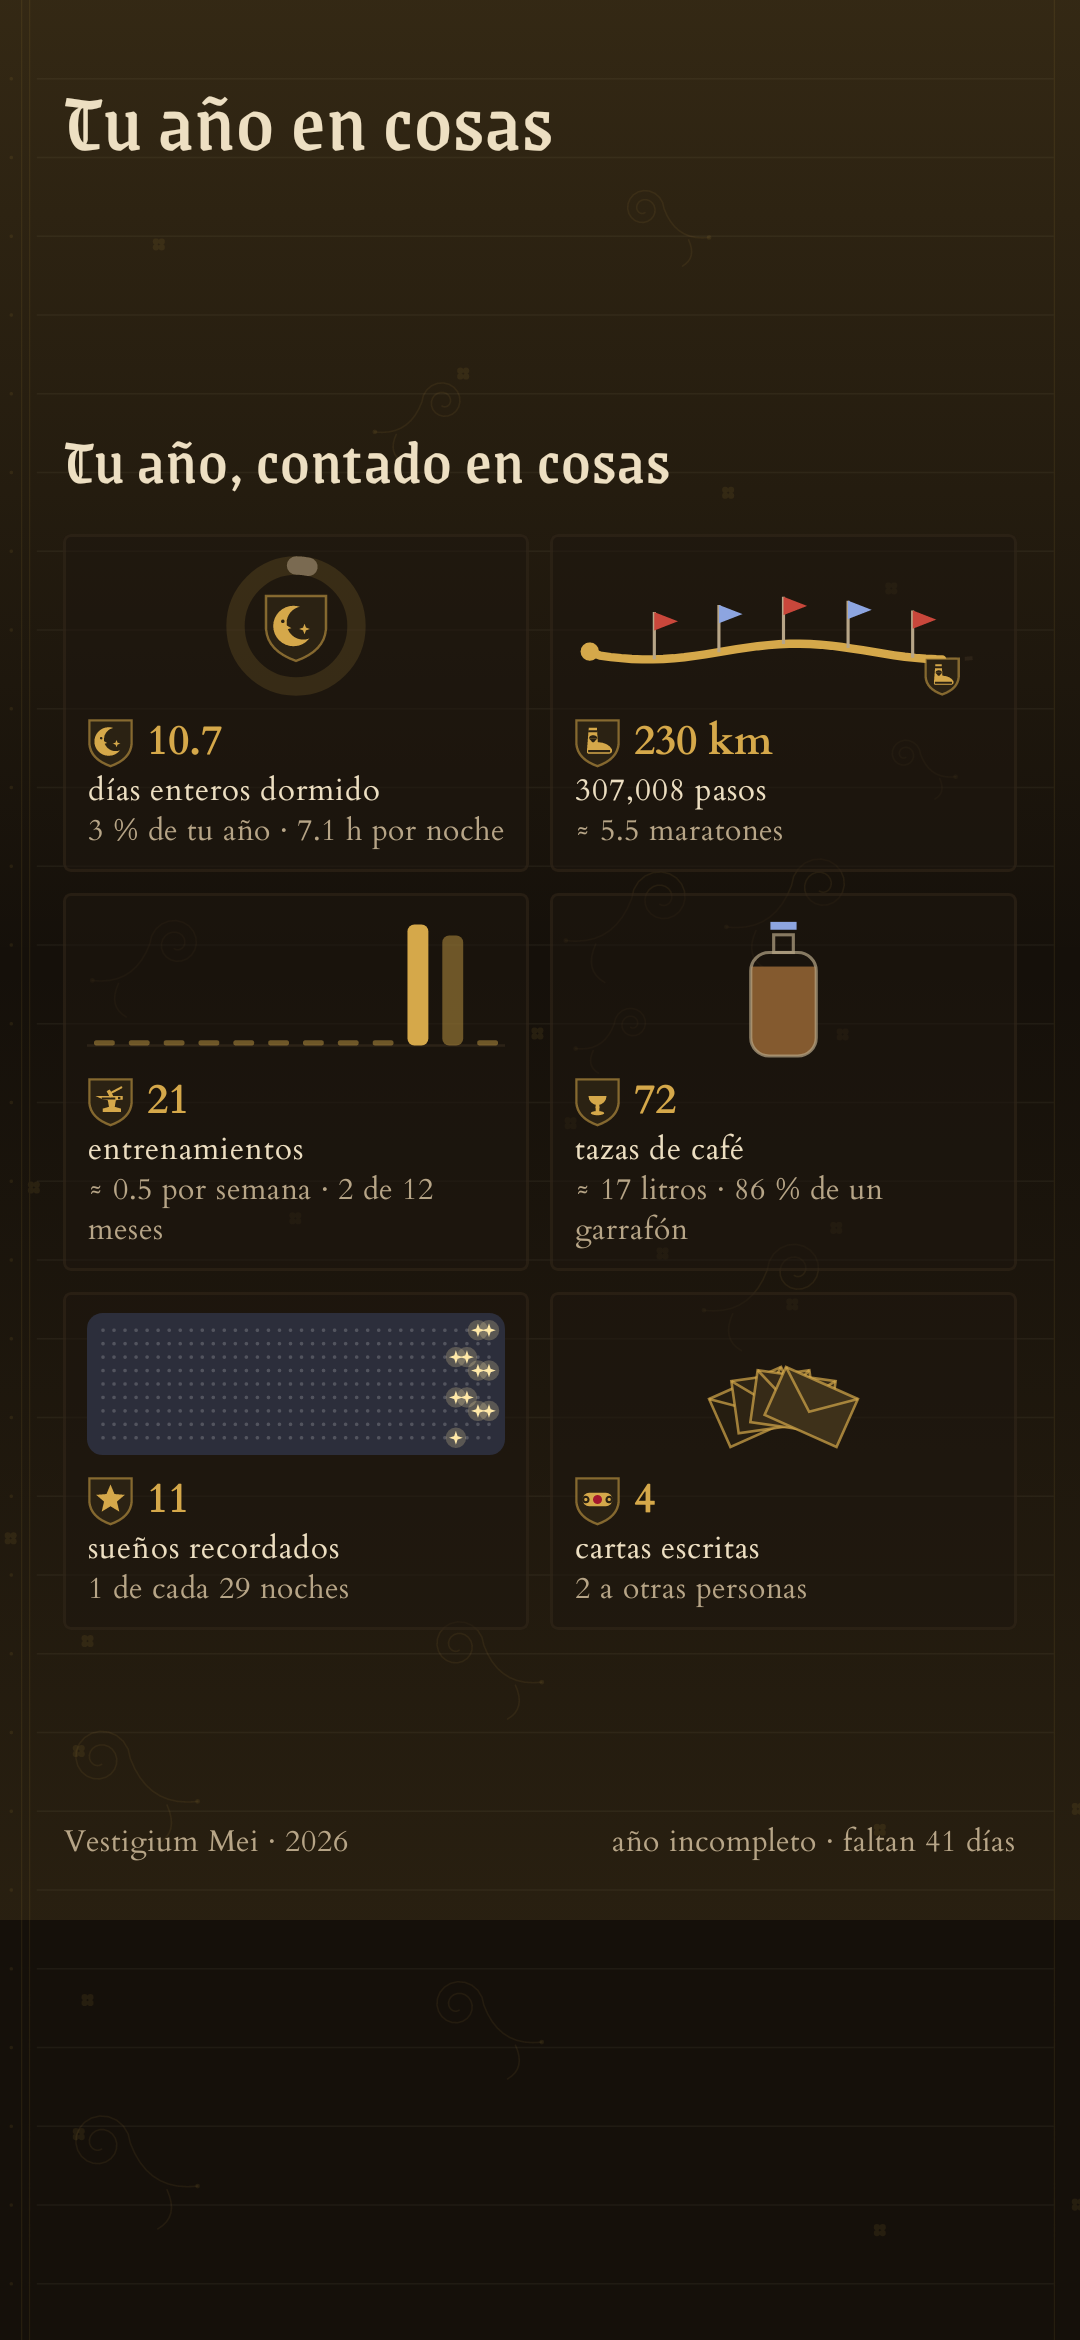 Tu año en cosas
Tu año, contado en cosas
10.7
días enteros dormido
3 % de tu año · 7.1 h por noche
230 km
307,008 pasos
≈ 5.5 maratones
21
entrenamientos
≈ 0.5 por semana · 2 de 12
meses
72
tazas de café
≈ 17 litros · 86 % de un
garrafón
11
sueños recordados
1 de cada 29 noches
4
cartas escritas
2 a otras personas
Vestigium Mei · 2026
año incompleto · faltan 41 días